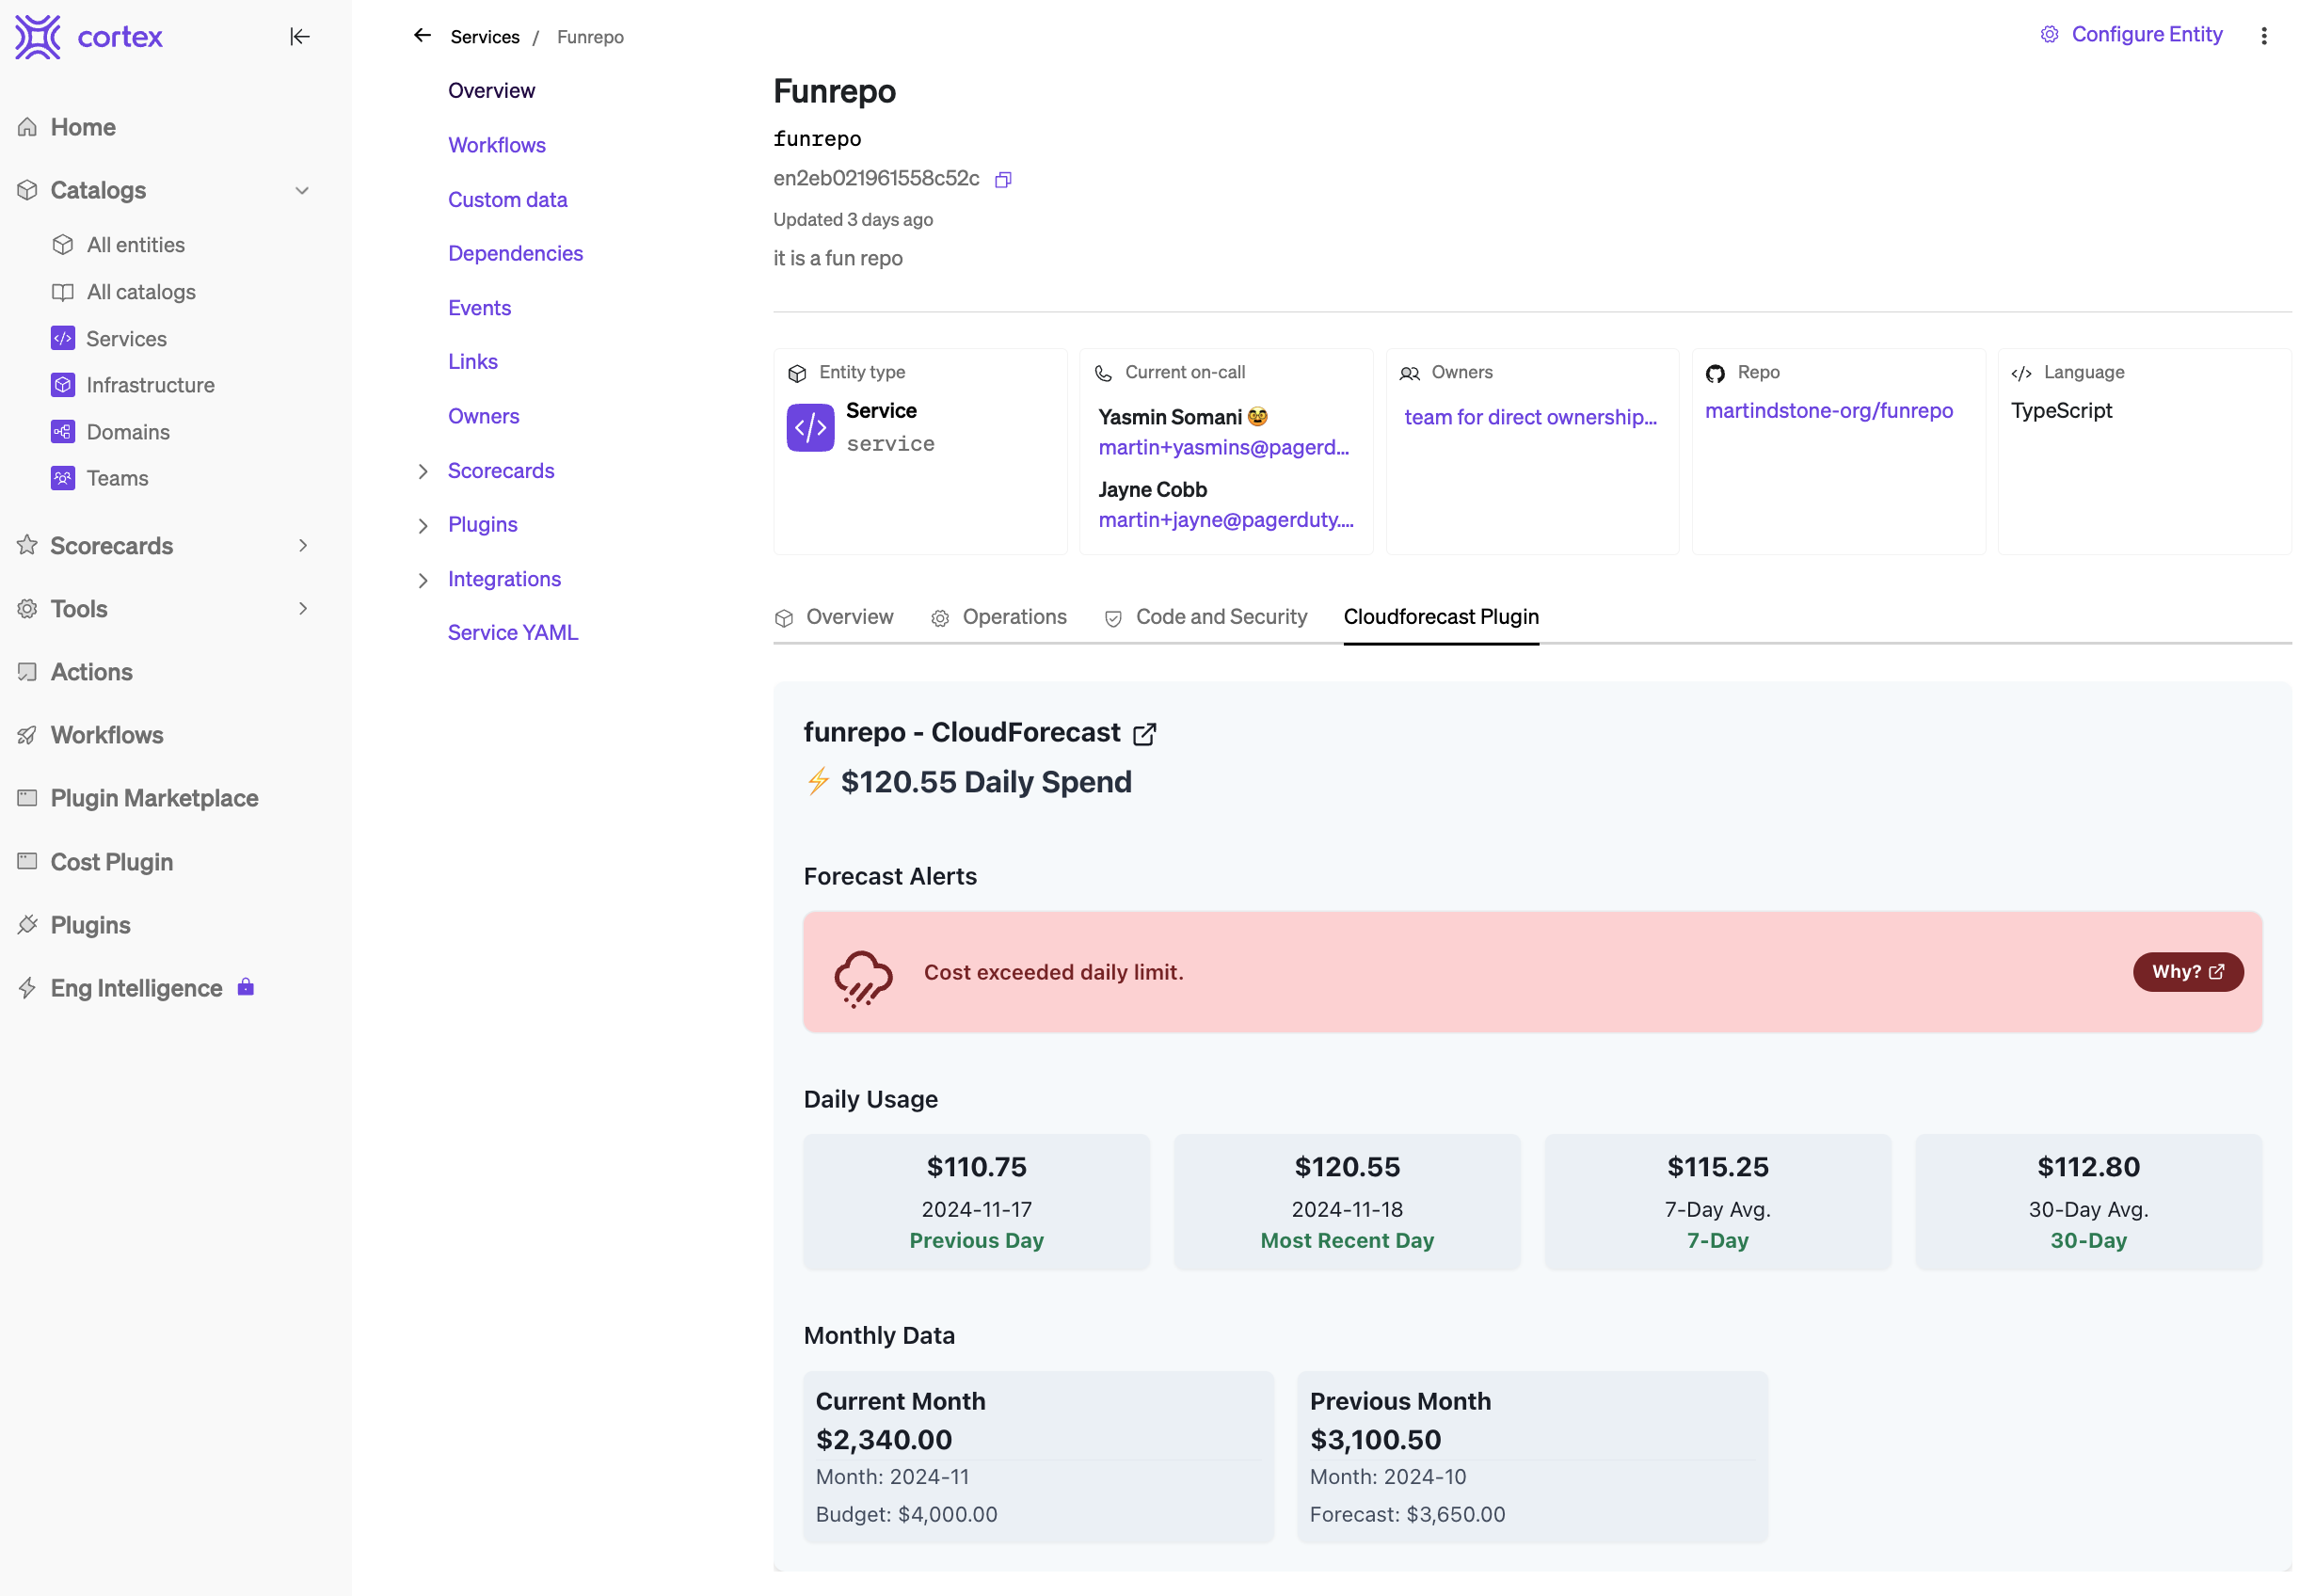 cortex
Home
Catalogs
All entities
All catalogs
Services
Infrastructure
Domains
Teams
Scorecards
Tools
Actions
Workflows
Plugin Marketplace
Cost Plugin
Plugins
Eng Intelligence
Services / Funrepo
Configure Entity
Overview
Workflows
Custom data
Dependencies
Events
Links
Owners
Scorecards
Plugins
Integrations
Service YAML
Funrepo
funrepo
en2eb021961558c52c
Updated 3 days ago
it is a fun repo
Entity type
Service
service
Current on-call
Yasmin Somani 🥸
martin+yasmins@pagerd...
Jayne Cobb
martin+jayne@pagerduty....
Owners
team for direct ownership...
Repo
martindstone-org/funrepo
Language
TypeScript
Overview Operations Code and Security Cloudforecast Plugin
funrepo - CloudForecast
⚡ $120.55 Daily Spend
Forecast Alerts
Cost exceeded daily limit.
Why?
Daily Usage
$110.75
2024-11-17
Previous Day
$120.55
2024-11-18
Most Recent Day
$115.25
7-Day Avg.
7-Day
$112.80
30-Day Avg.
30-Day
Monthly Data
Current Month
$2,340.00
Month: 2024-11
Budget: $4,000.00
Previous Month
$3,100.50
Month: 2024-10
Forecast: $3,650.00